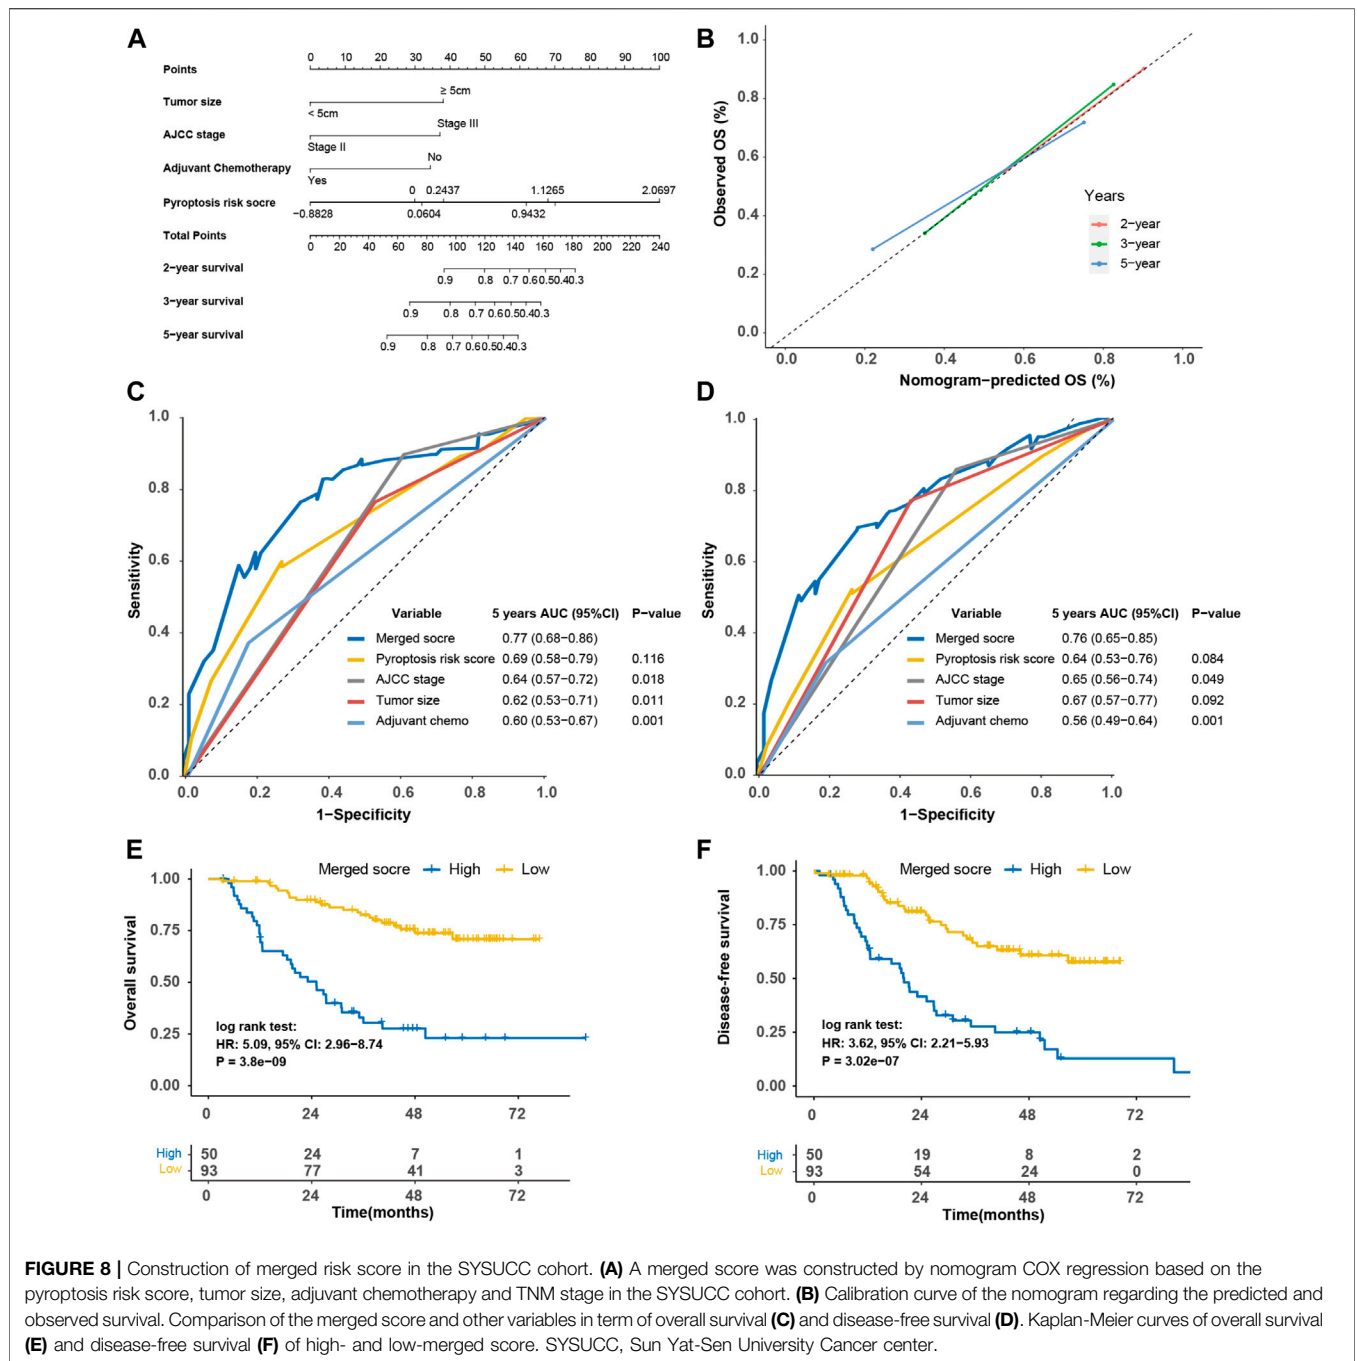 A
Points
0 10 20 30 40 50 60 70 80 90 100
Tumor size
≥ 5cm
< 5cm
AJCC stage
Stage III
Stage II
Adjuvant Chemotherapy
No
Yes
0 0.2437 1.1265 2.0697
Pyroptosis risk socre
−0.8828 0.0604 0.9432
Total Points
0 20 40 60 80 100 120 140 160 180 200 220 240
2−year survival
0.9 0.8 0.7 0.6 0.50.40.3
3−year survival
0.9 0.8 0.7 0.6 0.50.40.3
5−year survival
0.9 0.8 0.7 0.60.50.40.3
B
Observed OS (%)
1.0
0.8
0.6
0.4
0.2
0.0
0.0 0.2 0.4 0.6 0.8 1.0
Nomogram−predicted OS (%)
Years
2−year
3−year
5−year
C
Sensitivity
1.0
0.8
0.6
0.4
0.2
0.0
0.0 0.2 0.4 0.6 0.8 1.0
1−Specificity
Variable 5 years AUC (95%CI) P−value
Merged socre 0.77 (0.68−0.86)
Pyroptosis risk score 0.69 (0.58−0.79) 0.116
AJCC stage 0.64 (0.57−0.72) 0.018
Tumor size 0.62 (0.53−0.71) 0.011
Adjuvant chemo 0.60 (0.53−0.67) 0.001
D
Sensitivity
1.0
0.8
0.6
0.4
0.2
0.0
0.0 0.2 0.4 0.6 0.8 1.0
1−Specificity
Variable 5 years AUC (95%CI) P−value
Merged socre 0.76 (0.65−0.85)
Pyroptosis risk score 0.64 (0.53−0.76) 0.084
AJCC stage 0.65 (0.56−0.74) 0.049
Tumor size 0.67 (0.57−0.77) 0.092
Adjuvant chemo 0.56 (0.49−0.64) 0.001
E
Merged socre High Low
Overall survival
1.00
0.75
0.50
0.25
0.00
log rank test:
HR: 5.09, 95% CI: 2.96−8.74
P = 3.8e−09
0 24 48 72
High 50 24 7 1
Low 93 77 41 3
0 24 48 72
Time(months)
F
Merged socre High Low
Disease-free survival
1.00
0.75
0.50
0.25
0.00
log rank test:
HR: 3.62, 95% CI: 2.21−5.93
P = 3.02e−07
0 24 48 72
High 50 19 8 2
Low 93 54 24 0
0 24 48 72
Time(months)
FIGURE 8 | Construction of merged risk score in the SYSUCC cohort. (A) A merged score was constructed by nomogram COX regression based on the
pyroptosis risk score, tumor size, adjuvant chemotherapy and TNM stage in the SYSUCC cohort. (B) Calibration curve of the nomogram regarding the predicted and
observed survival. Comparison of the merged score and other variables in term of overall survival (C) and disease-free survival (D). Kaplan-Meier curves of overall survival
(E) and disease-free survival (F) of high- and low-merged score. SYSUCC, Sun Yat-Sen University Cancer center.